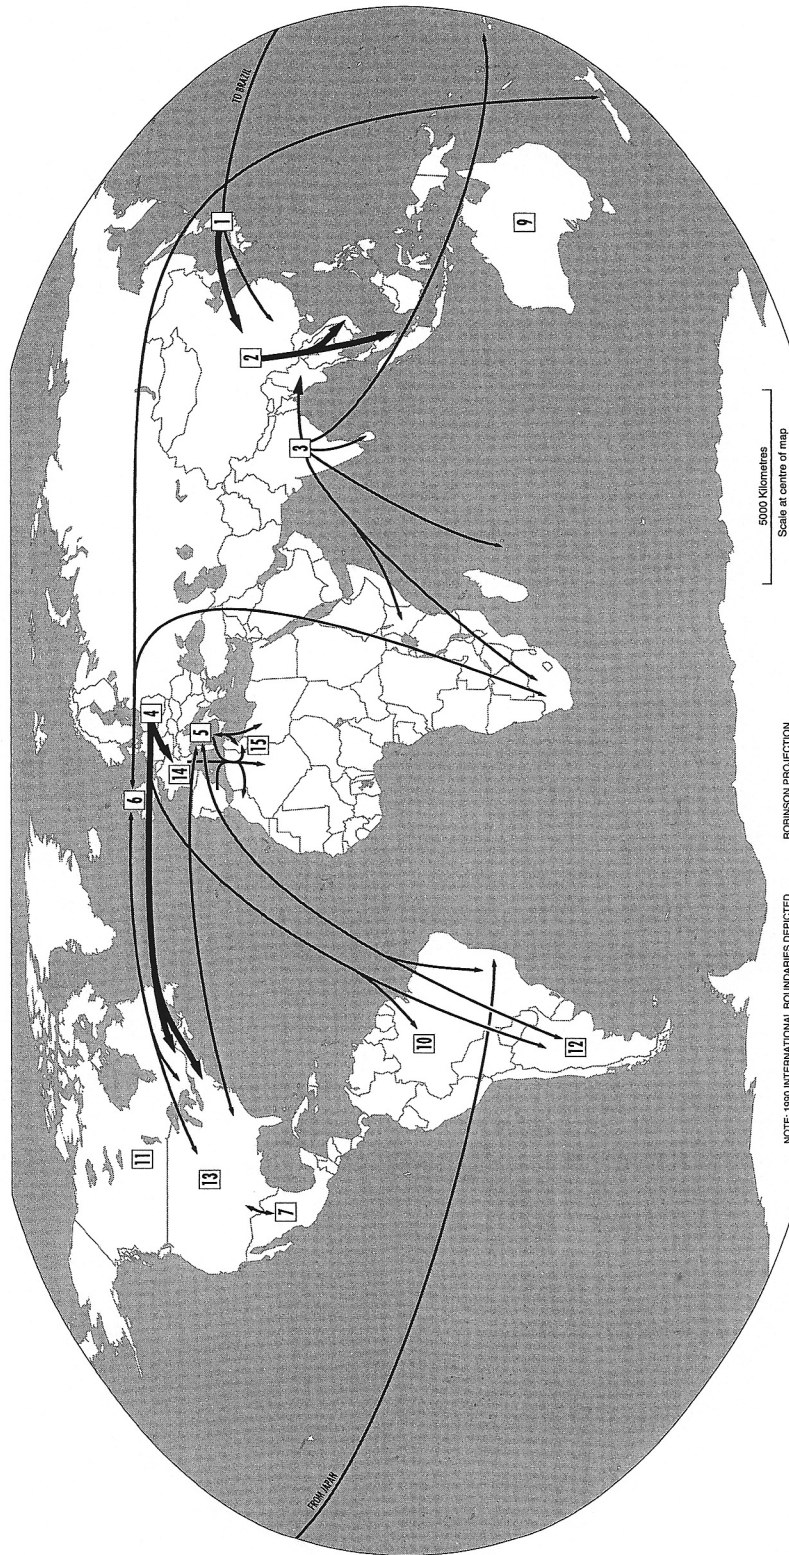 6
11
4
14
5
13
1
TO BRAZIL
2
15
7
3
FROM JAPAN
10
9
12
5000 Kilometres
Scale at centre of map
NOTE: 1990 INTERNATIONAL BOUNDARIES DEPICTED
ROBINSON PROJECTION